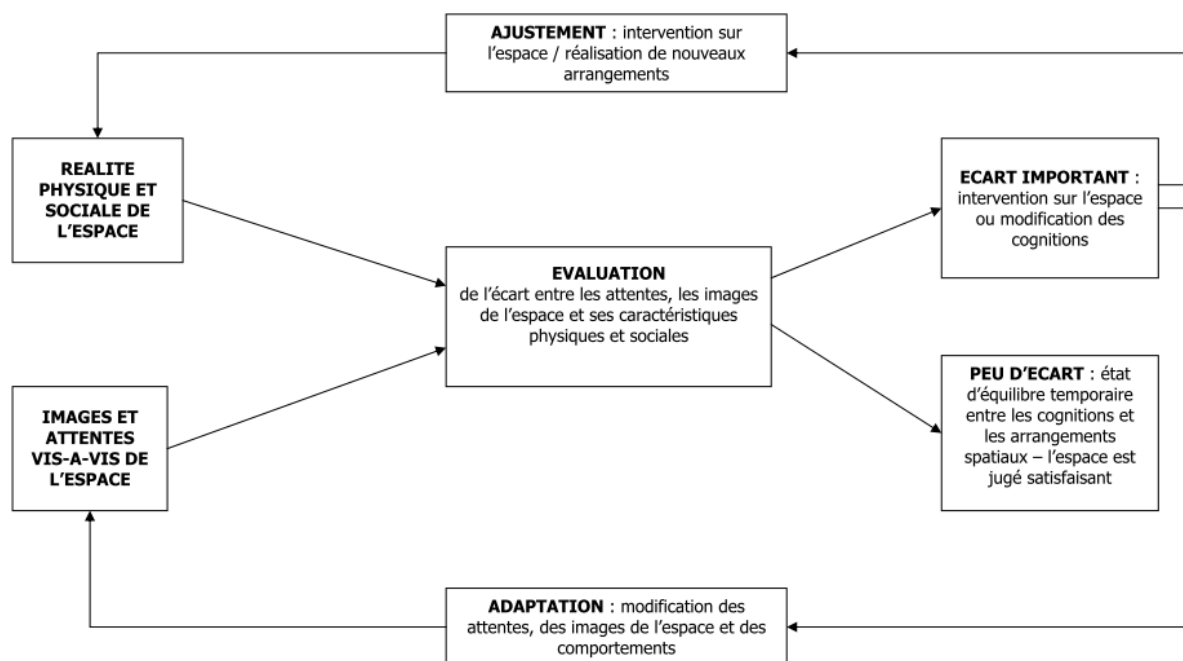 AJUSTEMENT : intervention sur
l'espace / réalisation de nouveaux
arrangements
REALITE
PHYSIQUE ET
SOCIALE DE
L'ESPACE
ECART IMPORTANT :
intervention sur l'espace
ou modification des
cognitions
EVALUATION
de l'écart entre les attentes, les images
de l'espace et ses caractéristiques
physiques et sociales
IMAGES ET
ATTENTES
VIS-A-VIS DE
L'ESPACE
PEU D'ECART : état
d'équilibre temporaire
entre les cognitions et
les arrangements
spatiaux – l'espace est
jugé satisfaisant
ADAPTATION : modification des
attentes, des images de l'espace et des
comportements